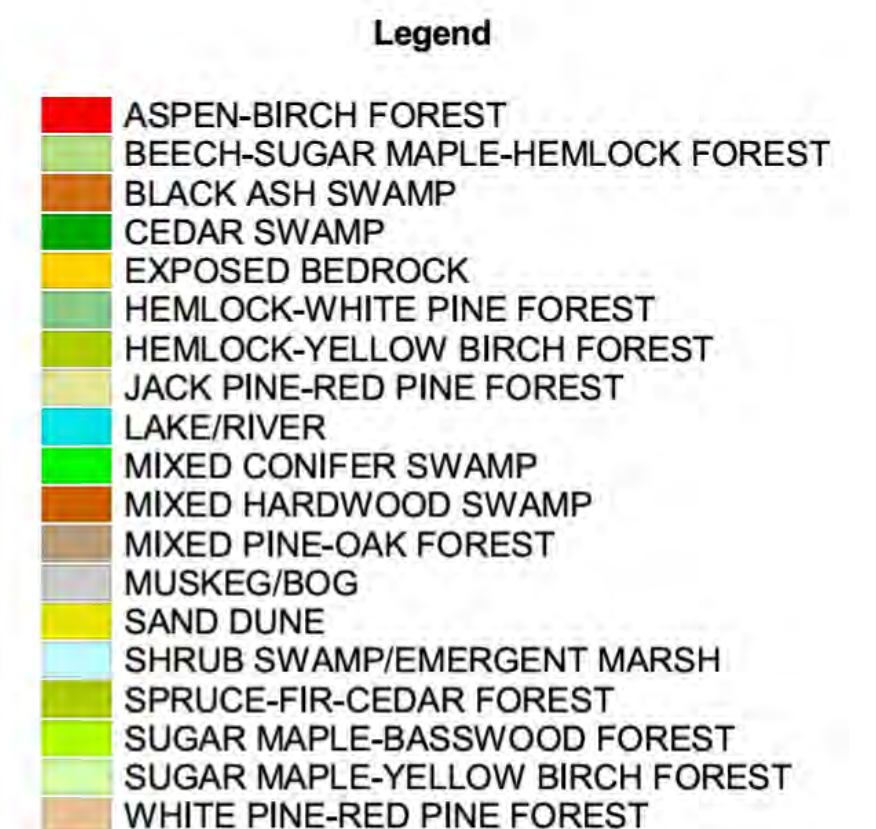 Legend
ASPEN-BIRCH FOREST
BEECH-SUGAR MAPLE-HEMLOCK FOREST
BLACK ASH SWAMP
CEDAR SWAMP
EXPOSED BEDROCK
HEMLOCK-WHITE PINE FOREST
HEMLOCK-YELLOW BIRCH FOREST
JACK PINE-RED PINE FOREST
LAKE/RIVER
MIXED CONIFER SWAMP
MIXED HARDWOOD SWAMP
MIXED PINE-OAK FOREST
MUSKEG/BOG
SAND DUNE
SHRUB SWAMP/EMERGENT MARSH
SPRUCE-FIR-CEDAR FOREST
SUGAR MAPLE-BASSWOOD FOREST
SUGAR MAPLE-YELLOW BIRCH FOREST
WHITE PINE-RED PINE FOREST